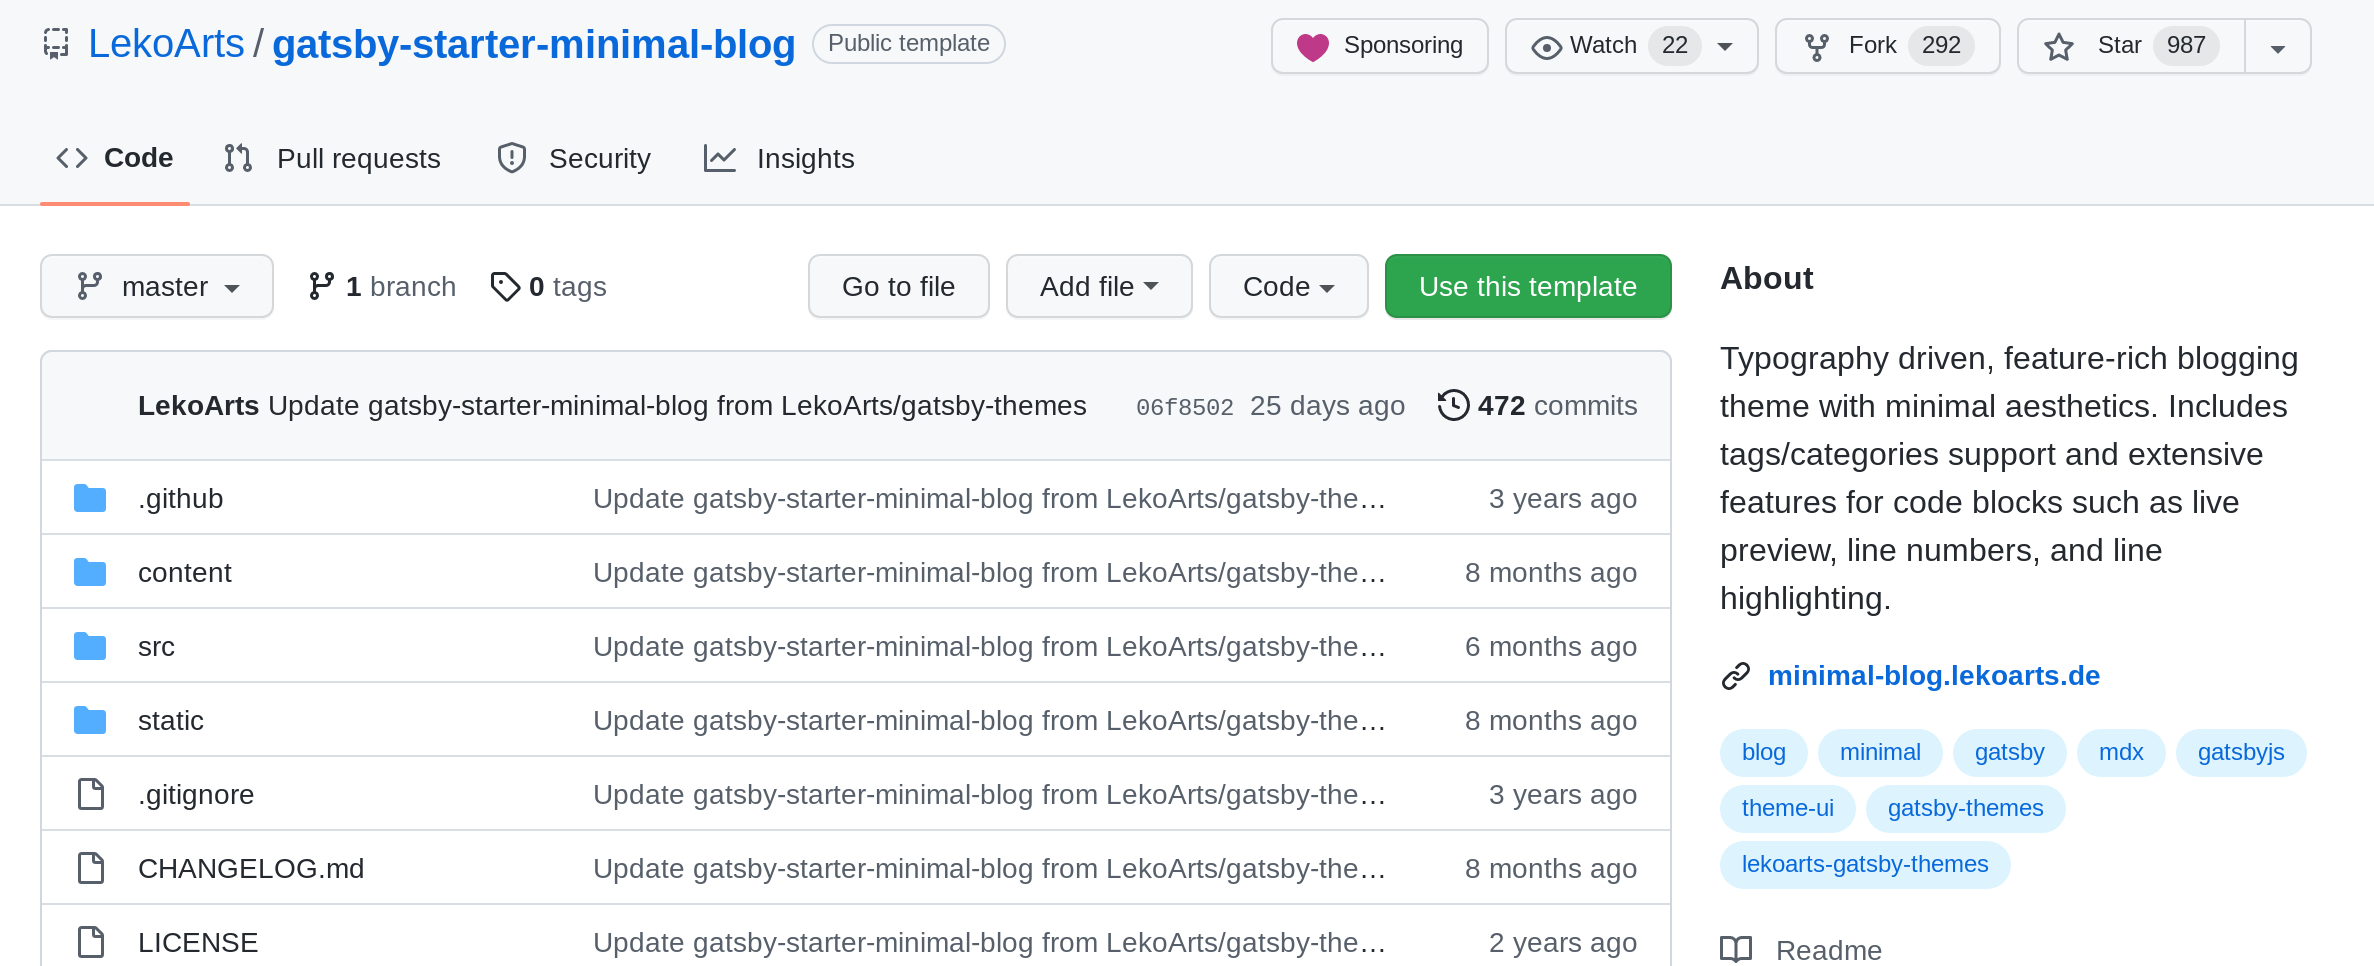 LekoArts / gatsby-starter-minimal-blog Public template Sponsoring Watch 22 Fork 292 Star 987
Code Pull requests Security Insights
master 1 branch 0 tags Go to file Add file Code Use this template
LekoArts Update gatsby-starter-minimal-blog from LekoArts/gatsby-themes 06f8502 25 days ago 472 commits
.github Update gatsby-starter-minimal-blog from LekoArts/gatsby-the... 3 years ago
content Update gatsby-starter-minimal-blog from LekoArts/gatsby-the... 8 months ago
src Update gatsby-starter-minimal-blog from LekoArts/gatsby-the... 6 months ago
static Update gatsby-starter-minimal-blog from LekoArts/gatsby-the... 8 months ago
.gitignore Update gatsby-starter-minimal-blog from LekoArts/gatsby-the... 3 years ago
CHANGELOG.md Update gatsby-starter-minimal-blog from LekoArts/gatsby-the... 8 months ago
LICENSE Update gatsby-starter-minimal-blog from LekoArts/gatsby-the... 2 years ago
About
Typography driven, feature-rich blogging
theme with minimal aesthetics. Includes
tags/categories support and extensive
features for code blocks such as live
preview, line numbers, and line
highlighting.
minimal-blog.lekoarts.de
blog minimal gatsby mdx gatsbyjs
theme-ui gatsby-themes
lekoarts-gatsby-themes
Readme